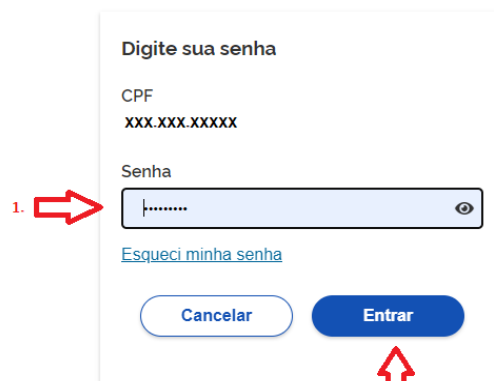 Digite sua senha
CPF
XXX.XXX.XXXXX
Senha
1.
•••••••••
Esqueci minha senha
Cancelar Entrar